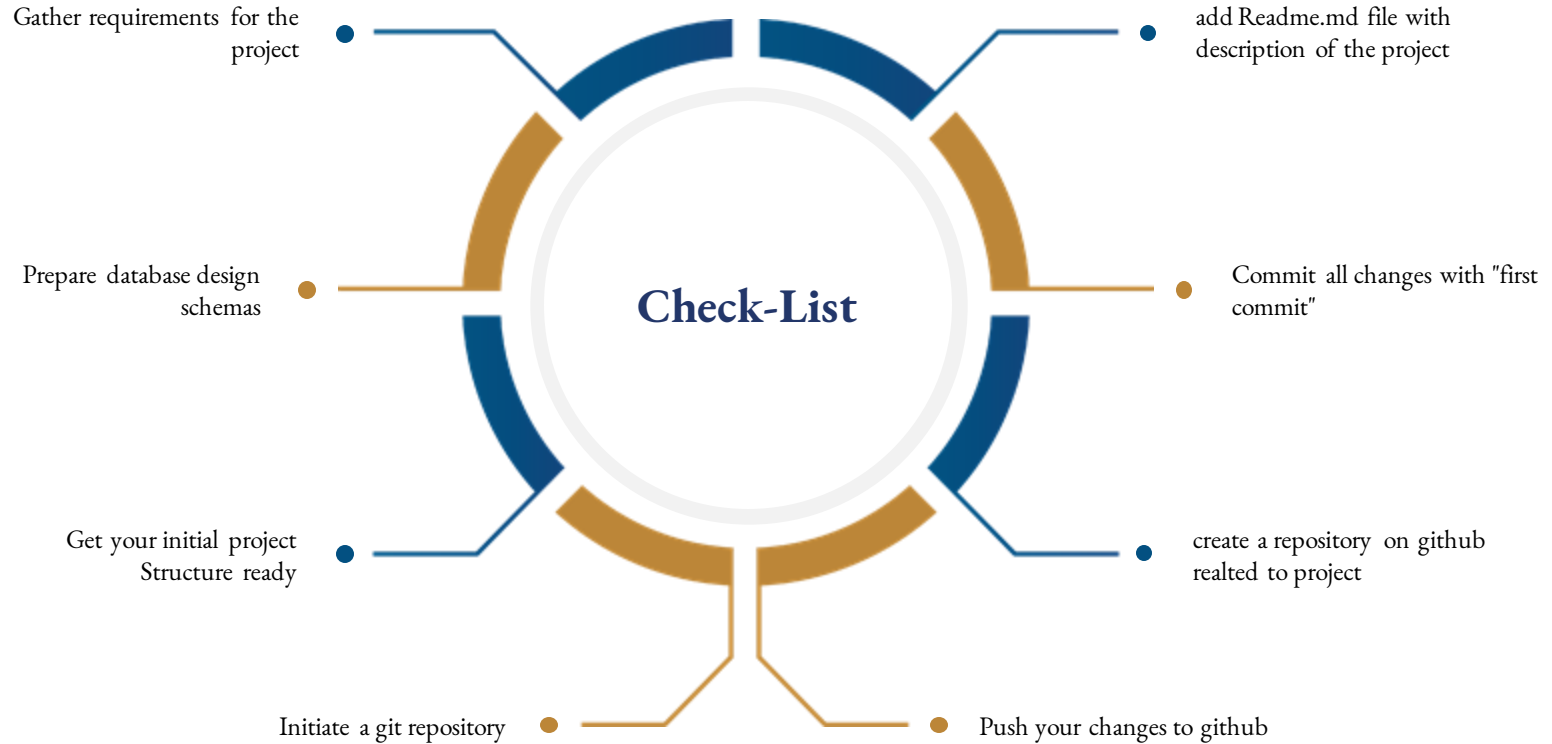 Gather requirements for the
project
add Readme.md file with
description of the project
Prepare database design
schemas
Check-List
Commit all changes with "first
commit"
Get your initial project
Structure ready
create a repository on github
realted to project
Initiate a git repository
Push your changes to github